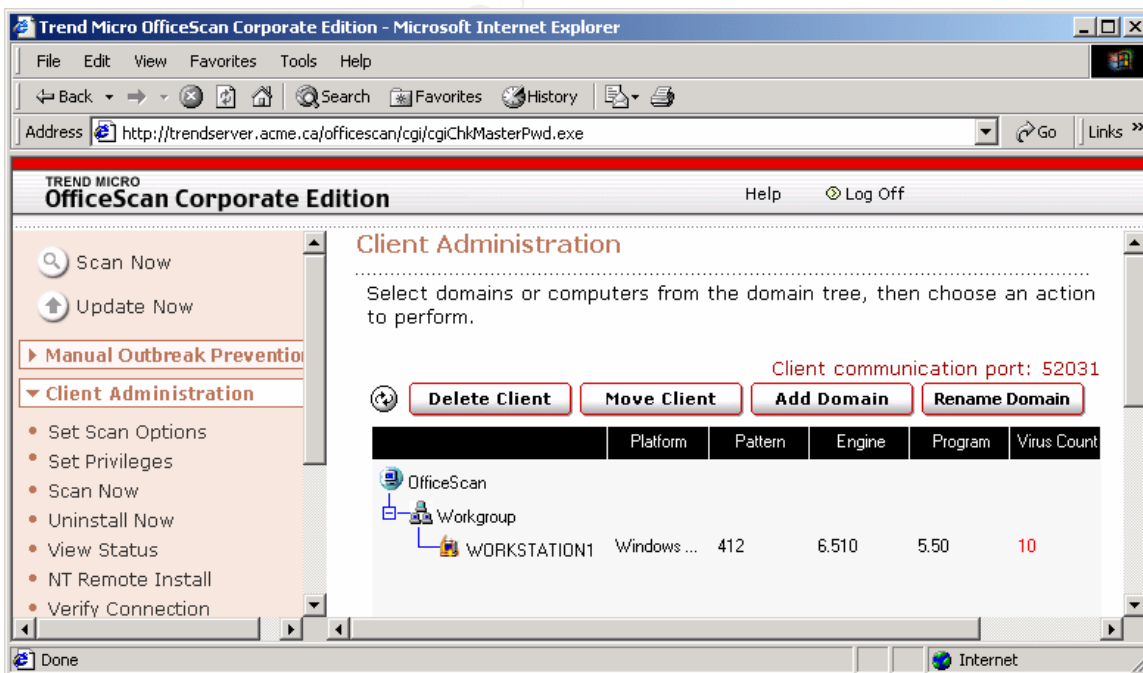 Trend Micro OfficeScan Corporate Edition - Microsoft Internet Explorer
File Edit View Favorites Tools Help
Back Search Favorites History
Address http://trendserver.acme.ca/officescan/cgi/cgiChkMasterPwd.exe Go Links »
TREND MICRO
OfficeScan Corporate Edition
Help Log Off
Scan Now
Update Now
Manual Outbreak Prevention
Client Administration
Set Scan Options
Set Privileges
Scan Now
Uninstall Now
View Status
NT Remote Install
Verify Connection
Client Administration
Select domains or computers from the domain tree, then choose an action
to perform.
Client communication port: 52031
Delete Client Move Client Add Domain Rename Domain
Platform Pattern Engine Program Virus Count
OfficeScan
Workgroup
WORKSTATION1 Windows ... 412 6.510 5.50 10
Done Internet